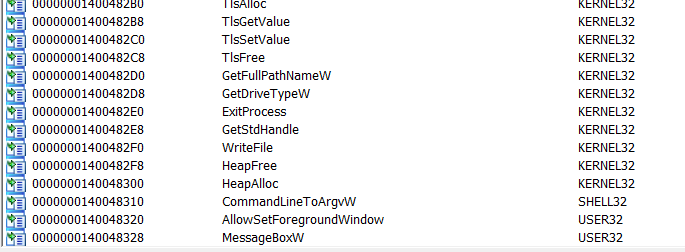 00000001400482B0 TlsAlloc KERNEL32
00000001400482B8 TlsGetValue KERNEL32
00000001400482C0 TlsSetValue KERNEL32
00000001400482C8 TlsFree KERNEL32
00000001400482D0 GetFullPathNameW KERNEL32
00000001400482D8 GetDriveTypeW KERNEL32
00000001400482E0 ExitProcess KERNEL32
00000001400482E8 GetStdHandle KERNEL32
00000001400482F0 WriteFile KERNEL32
00000001400482F8 HeapFree KERNEL32
0000000140048300 HeapAlloc KERNEL32
0000000140048310 CommandLineToArgvW SHELL32
0000000140048320 AllowSetForegroundWindow USER32
0000000140048328 MessageBoxW USER32